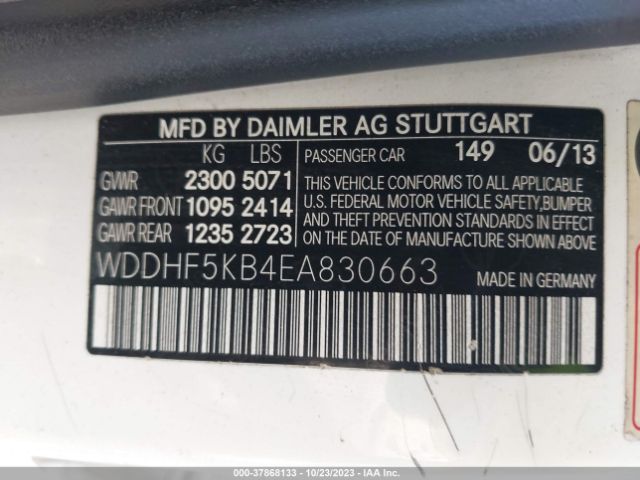 MFD BY DAIMLER AG STUTTGART
KG LBS
GVWR 2300 5071
GAWR FRONT 1095 2414
GAWR REAR 1235 2723
PASSENGER CAR 149 06/13
THIS VEHICLE CONFORMS TO ALL APPLICABLE
U.S. FEDERAL MOTOR VEHICLE SAFETY,BUMPER
AND THEFT PREVENTION STANDARDS IN EFFECT
ON THE DATE OF MANUFACTURE SHOWN ABOVE
WDDHF5KB4EA830663
MADE IN GERMANY
37868133 - 10/23/2023 - IAA Inc.